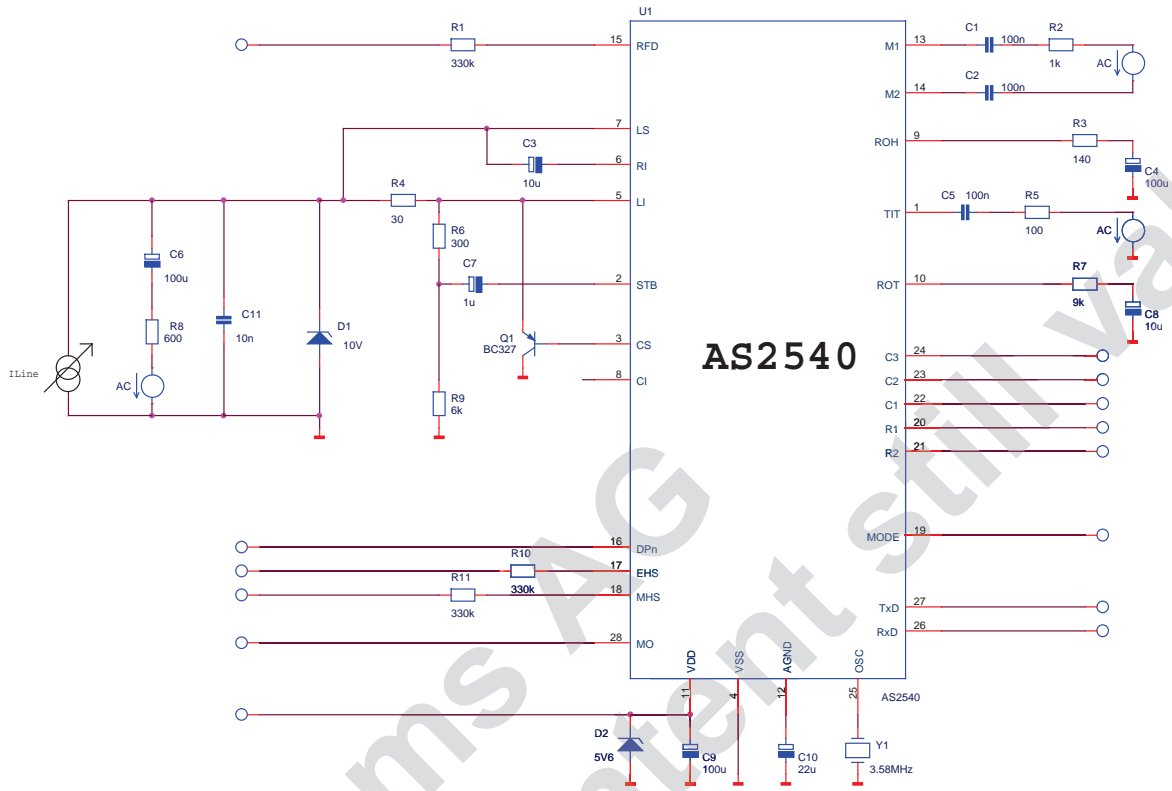 U1
R1
15
RFD
330k
M1
13
C1
100n
R2
1k
AC
M2
14
C2
100n
7
LS
C3
10u
6
RI
ROH
9
R3
140
C4
100u
R4
30
5
LI
TIT
1
C5
100n
R5
100
AC
R6
300
C6
100u
C7
1u
2
STB
ROT
10
R7
9k
C8
10u
C11
10n
R8
600
D1
10V
Q1
BC327
3
CS
8
CI
AS2540
C3
24
C2
23
C1
22
R1
20
R2
21
ILine
AC
R9
6k
16
DPn
R10
330k
17
EHS
R11
330k
18
MHS
28
MO
MODE
19
TxD
27
RxD
26
VDD
VSS
AGND
OSC
11
4
12
25
AS2540
D2
5V6
C9
100u
C10
22u
Y1
3.58MHz
ms AG
tent still val